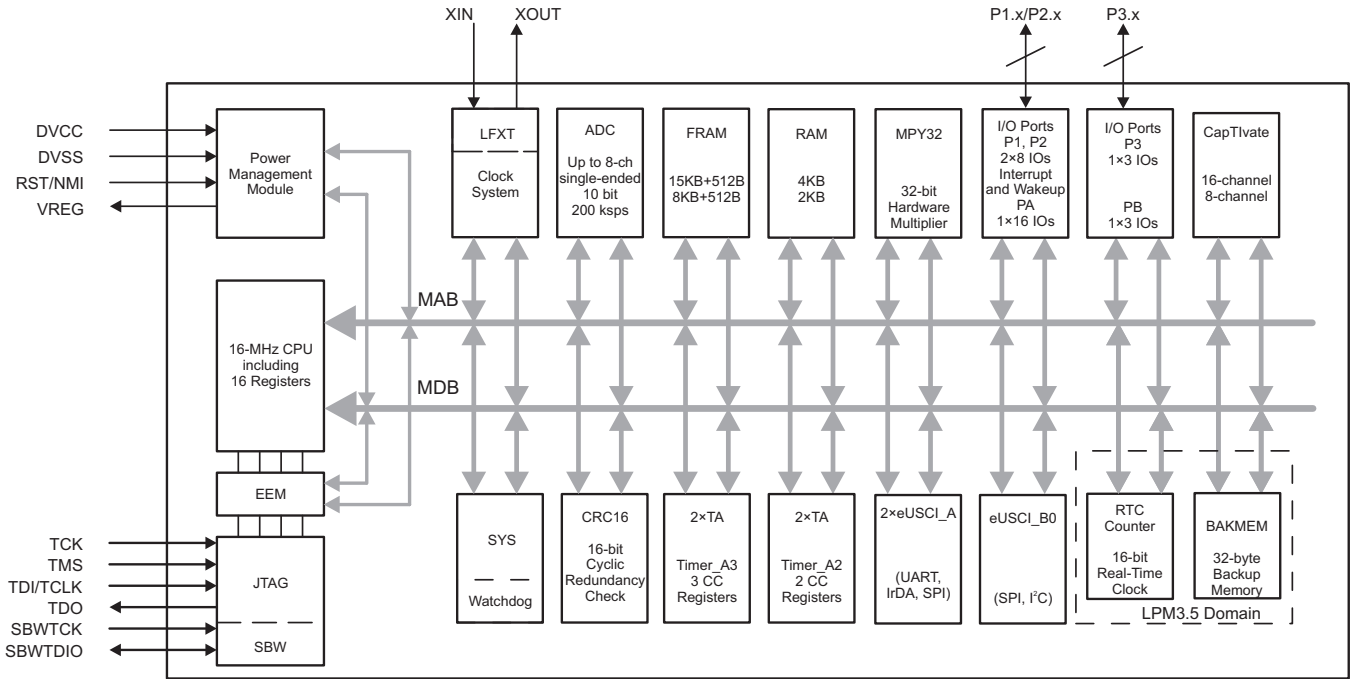 XIN
XOUT
P1.x/P2.x
P3.x
DVCC
DVSS
RST/NMI
VREG
Power
Management
Module
LFXT
Clock
System
ADC
Up to 8-ch
single-ended
10 bit
200 ksps
FRAM
15KB+512B
8KB+512B
RAM
4KB
2KB
MPY32
32-bit
Hardware
Multiplier
I/O Ports
P1, P2
2×8 IOs
Interrupt
and Wakeup
PA
1×16 IOs
I/O Ports
P3
1×3 IOs
PB
1×3 IOs
CapTIvate
16-channel
8-channel
MAB
16-MHz CPU
including
16 Registers
MDB
EEM
TCK
TMS
TDI/TCLK
TDO
SBWTCK
SBWTDIO
JTAG
SBW
SYS
Watchdog
CRC16
16-bit
Cyclic
Redundancy
Check
2×TA
Timer_A3
3 CC
Registers
2×TA
Timer_A2
2 CC
Registers
2×eUSCI_A
(UART,
IrDA, SPI)
eUSCI_B0
(SPI, I²C)
RTC
Counter
16-bit
Real-Time
Clock
BAKMEM
32-byte
Backup
Memory
LPM3.5 Domain